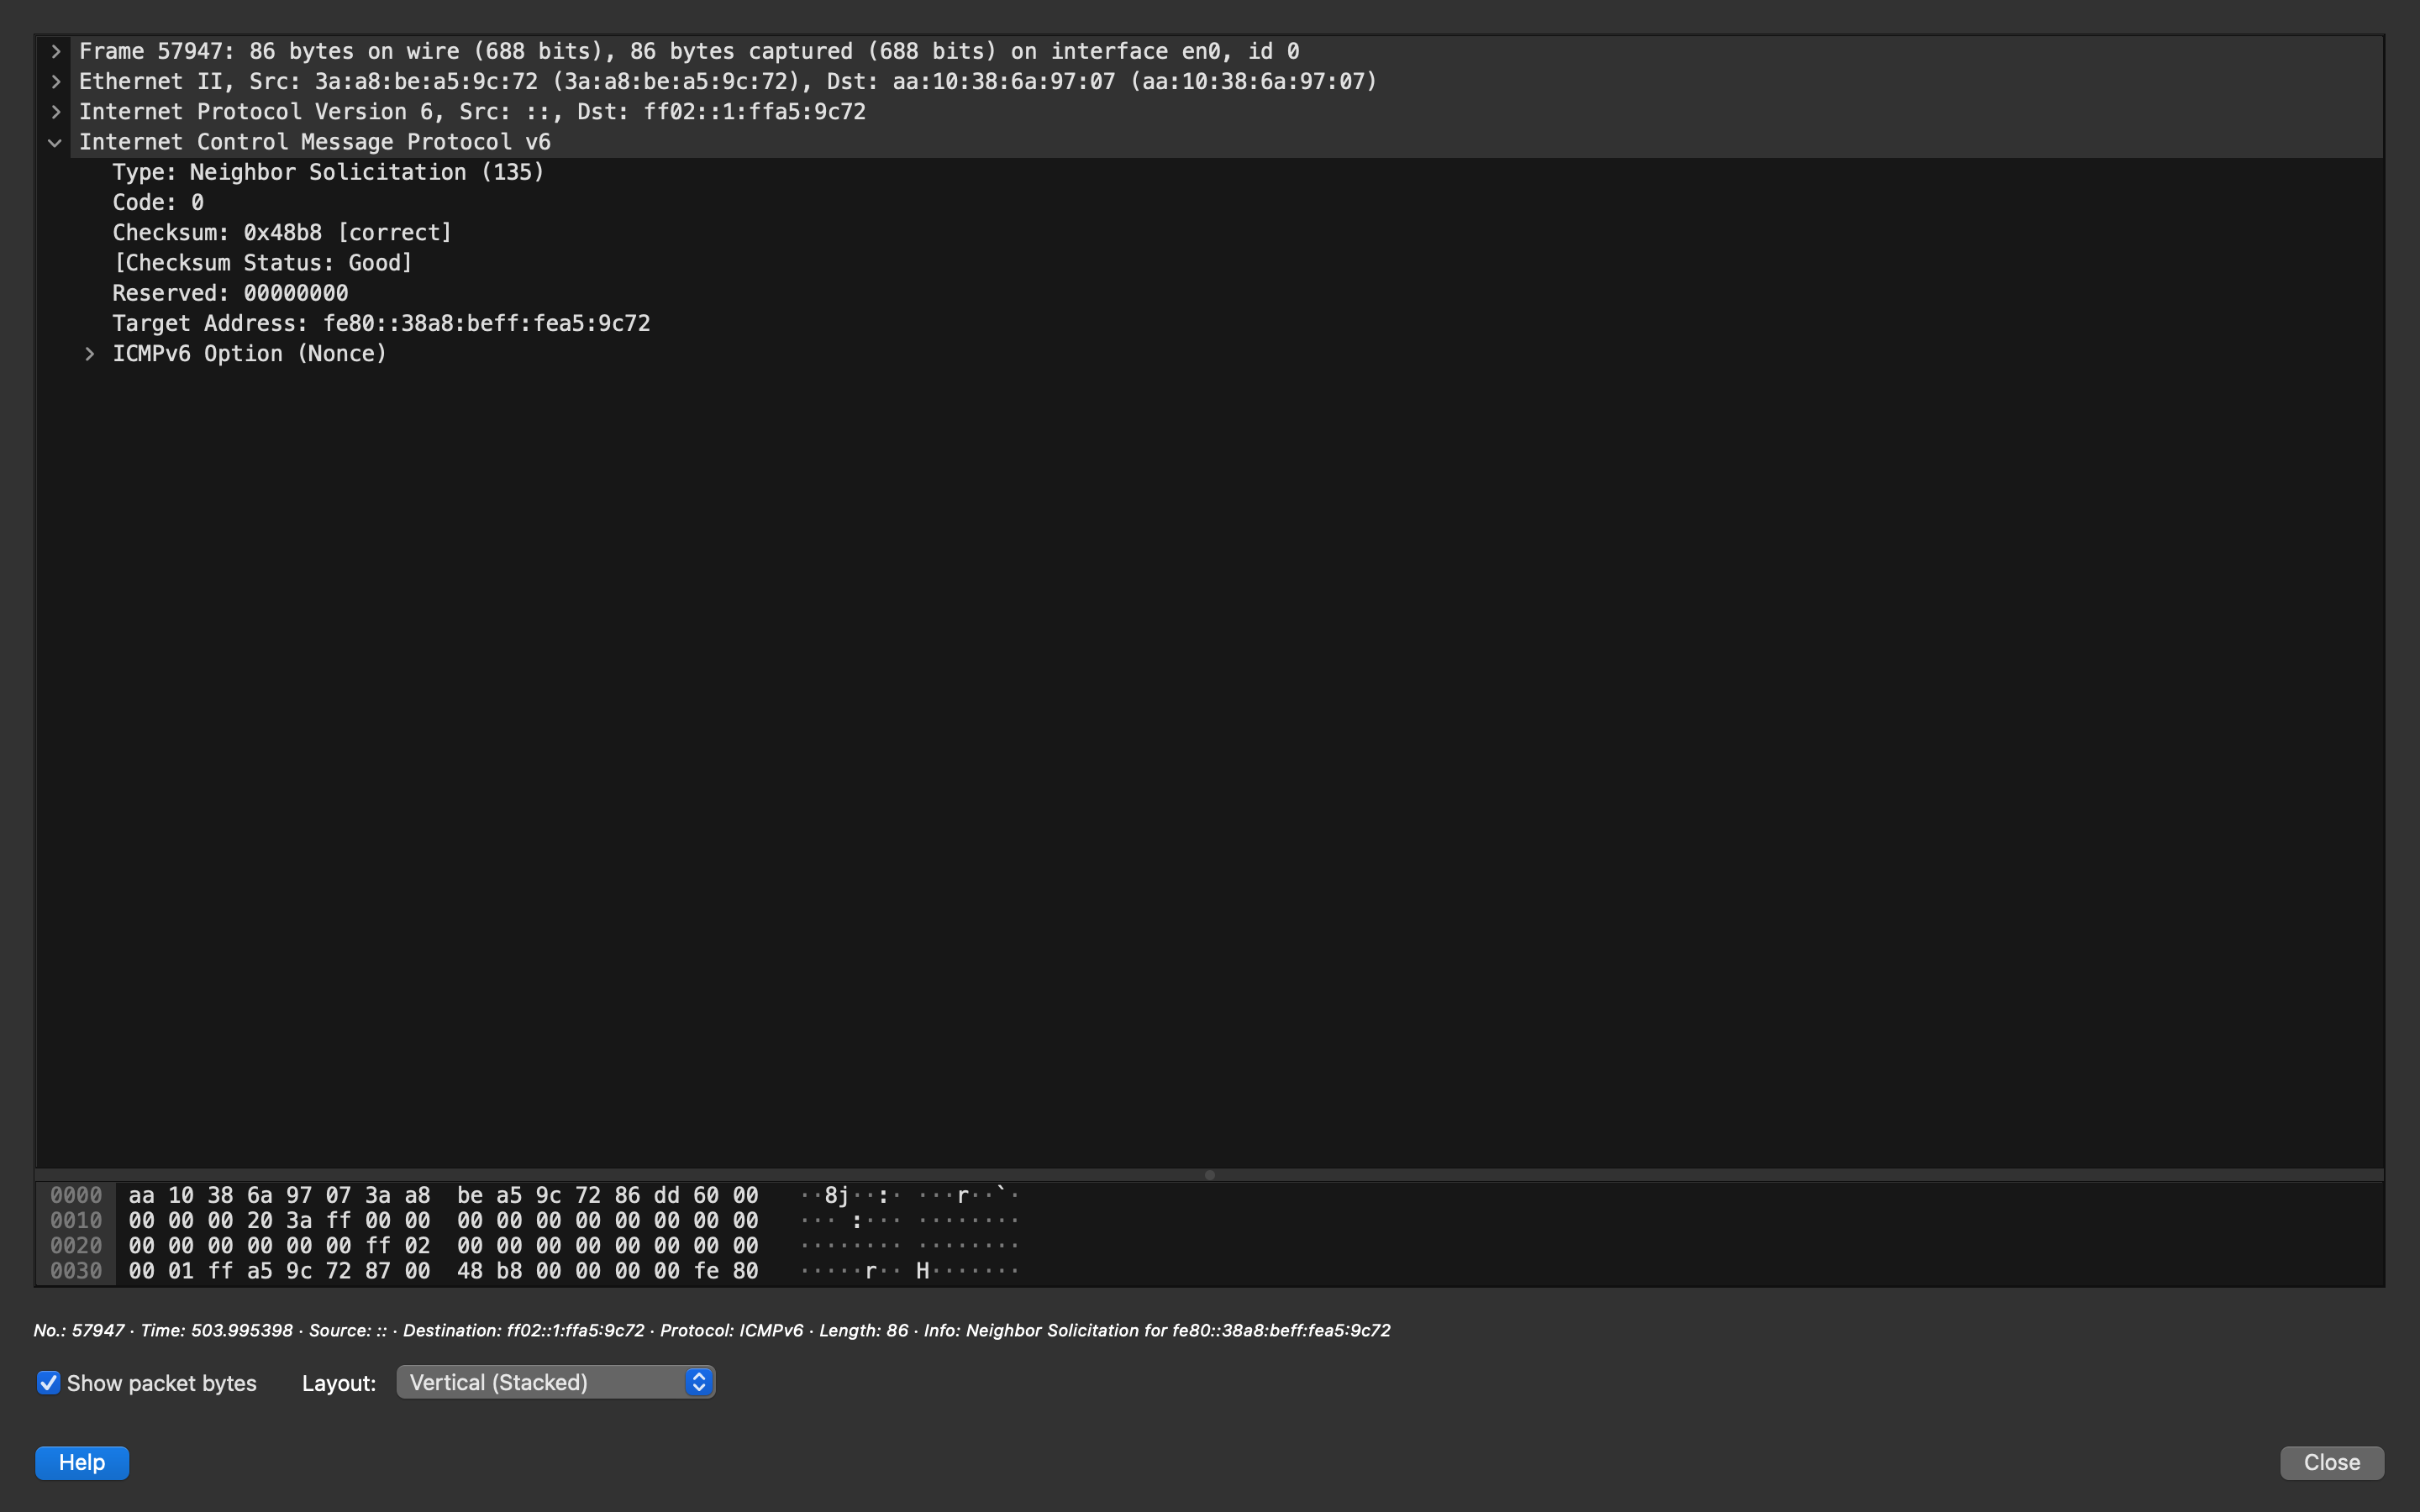 Frame 57947: 86 bytes on wire (688 bits), 86 bytes captured (688 bits) on interface en0, id 0
Ethernet II, Src: 3a:a8:be:a5:9c:72 (3a:a8:be:a5:9c:72), Dst: aa:10:38:6a:97:07 (aa:10:38:6a:97:07)
Internet Protocol Version 6, Src: ::, Dst: ff02::1:ffa5:9c72
Internet Control Message Protocol v6
Type: Neighbor Solicitation (135)
Code: 0
Checksum: 0x48b8 [correct]
[Checksum Status: Good]
Reserved: 00000000
Target Address: fe80::38a8:beff:fea5:9c72
ICMPv6 Option (Nonce)
0000 aa 10 38 6a 97 07 3a a8 be a5 9c 72 86 dd 60 00 ··8j··:· ···r··`·
0010 00 00 00 20 3a ff 00 00 00 00 00 00 00 00 00 00 ··· :··· ········
0020 00 00 00 00 00 00 ff 02 00 00 00 00 00 00 00 00 ········ ········
0030 00 01 ff a5 9c 72 87 00 48 b8 00 00 00 00 fe 80 ·····r·· H·······
No.: 57947 · Time: 503.995398 · Source: :: · Destination: ff02::1:ffa5:9c72 · Protocol: ICMPv6 · Length: 86 · Info: Neighbor Solicitation for fe80::38a8:beff:fea5:9c72
Show packet bytes Layout: Vertical (Stacked)
Help Close